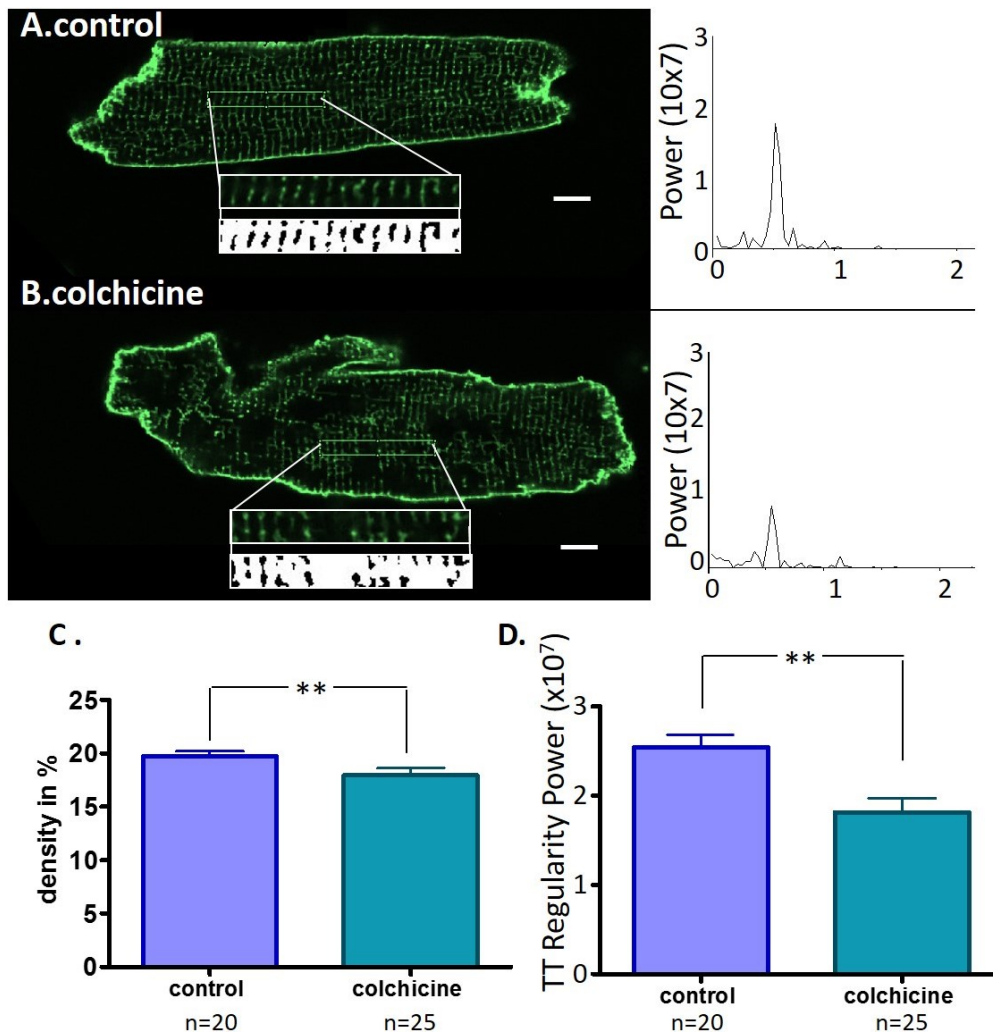 A.control
Power (10x7)
3
2
1
0
0 1 2
B.colchicine
Power (10x7)
3
2
1
0
0 1 2
C .
density in %
25
20
15
10
5
0
**
control colchicine
n=20 n=25
D.
TT Regularity Power (x10⁷)
3
2
1
0
**
control colchicine
n=20 n=25